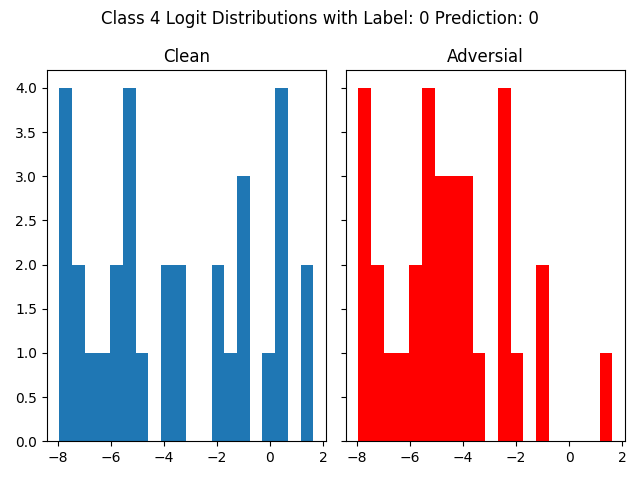 Class 4 Logit Distributions with Label: 0 Prediction: 0
Clean
Adversial
4.0
3.5
3.0
2.5
2.0
1.5
1.0
0.5
0.0
−8 −6 −4 −2 0 2
−8 −6 −4 −2 0 2